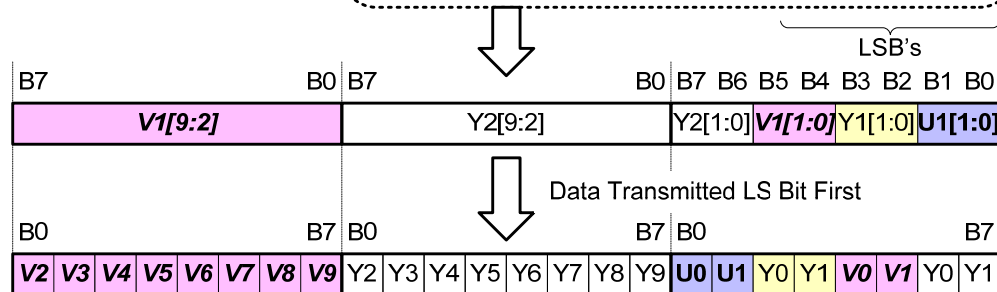 LSB's
B7 B0 B7 B0 B7 B6 B5 B4 B3 B2 B1 B0
V1[9:2] Y2[9:2] Y2[1:0] V1[1:0] Y1[1:0] U1[1:0]
Data Transmitted LS Bit First
B0 B7 B0 B7 B0 B7
V2 V3 V4 V5 V6 V7 V8 V9 Y2 Y3 Y4 Y5 Y6 Y7 Y8 Y9 U0 U1 Y0 Y1 V0 V1 Y0 Y1